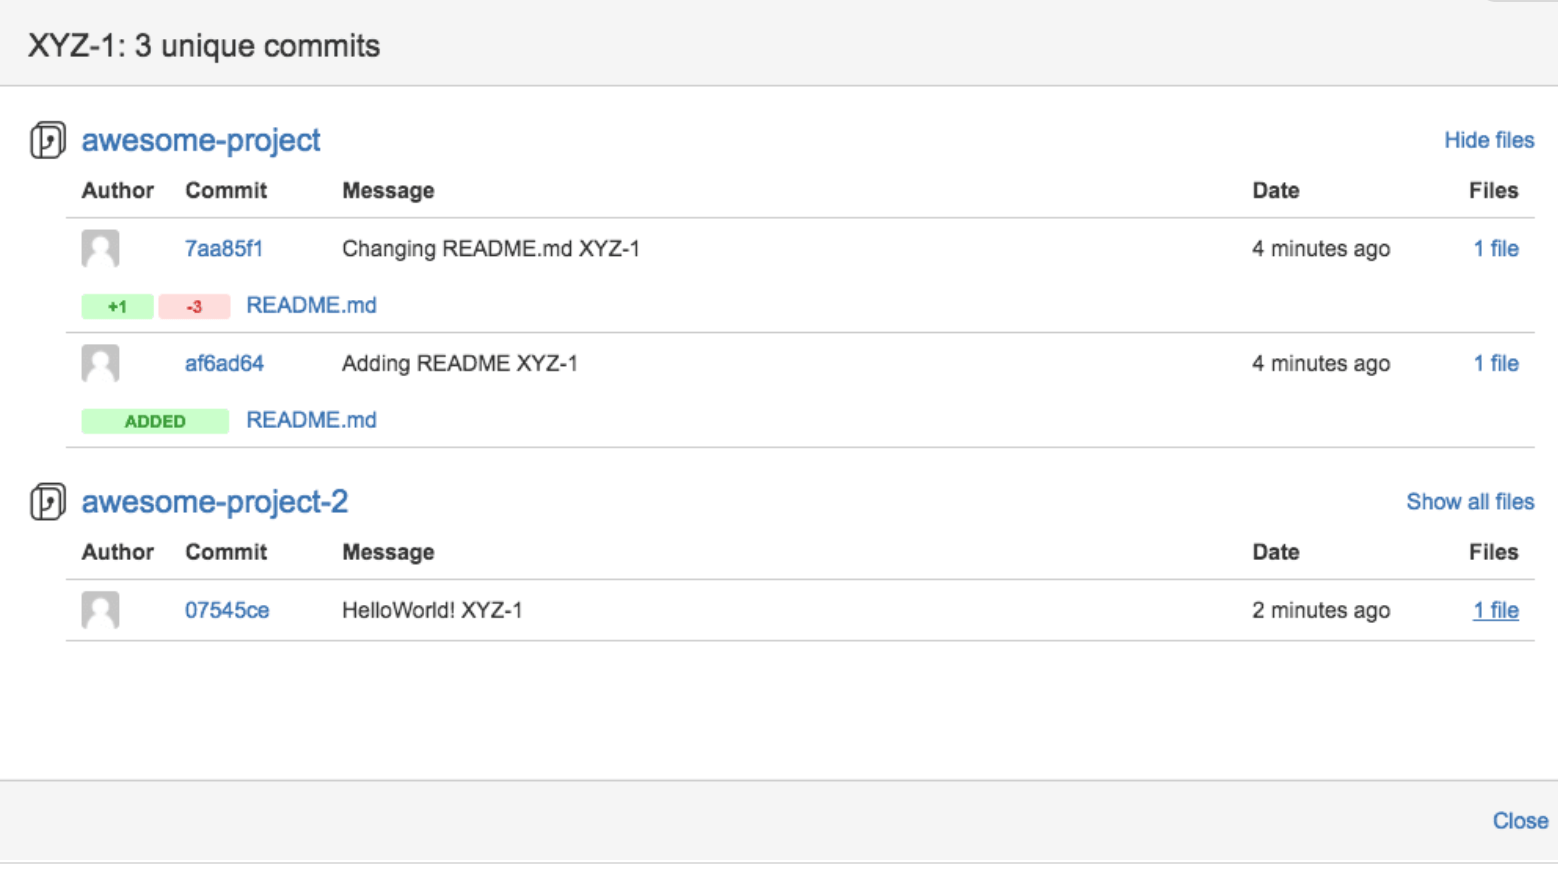 XYZ-1: 3 unique commits
awesome-project Hide files
Author Commit Message Date Files
7aa85f1 Changing README.md XYZ-1 4 minutes ago 1 file
+1 -3 README.md
af6ad64 Adding README XYZ-1 4 minutes ago 1 file
ADDED README.md
awesome-project-2 Show all files
Author Commit Message Date Files
07545ce HelloWorld! XYZ-1 2 minutes ago 1 file
Close